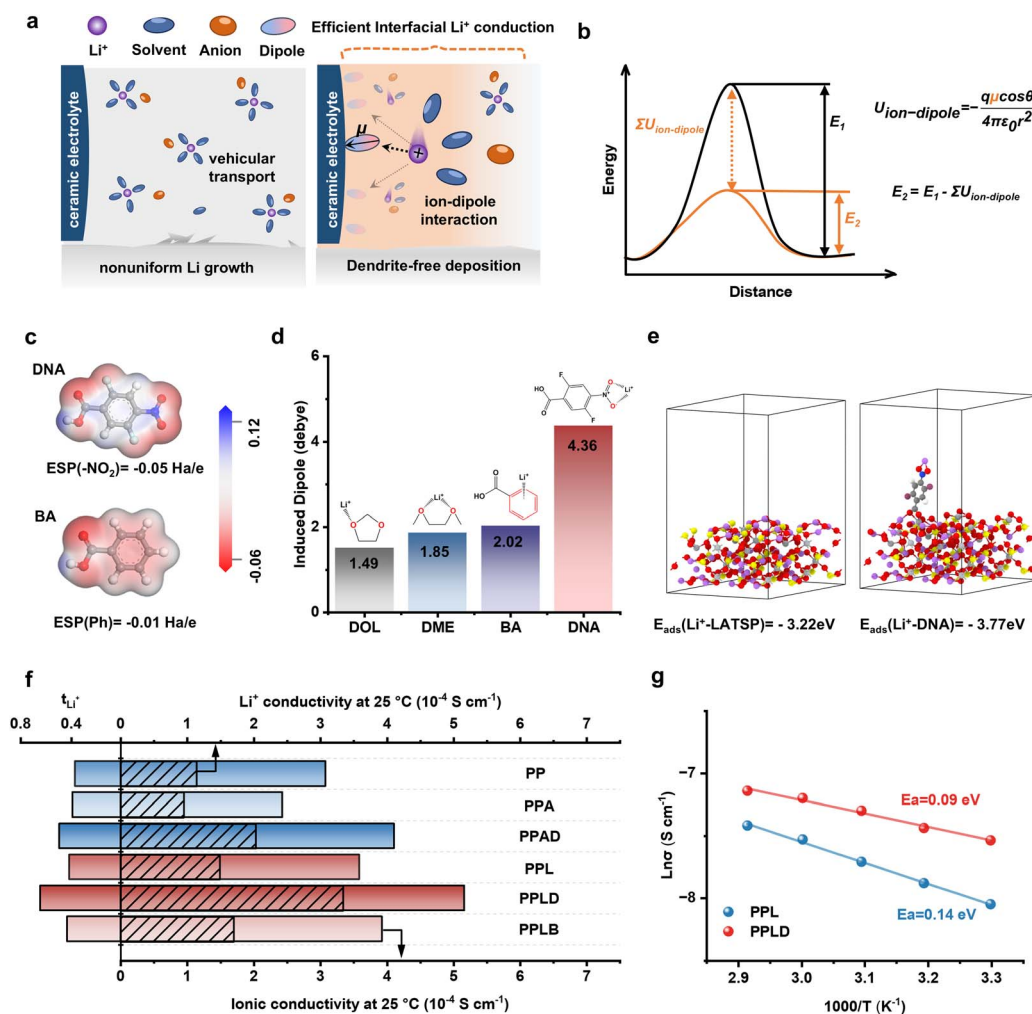 a
Li⁺
Solvent
Anion
Dipole
Efficient Interfacial Li⁺ conduction
ceramic electrolyte
vehicular
transport
nonuniform Li growth
ceramic electrolyte
μ
+
ion-dipole
interaction
Dendrite-free deposition
b
Energy
ΣU_ion-dipole
E₁
E₂
Distance
U_ion−dipole=−qμcosθ/4πε₀r²
E₂ = E₁ - ΣU_ion-dipole
c
DNA
ESP(-NO₂)= -0.05 Ha/e
BA
ESP(Ph)= -0.01 Ha/e
0.12
-0.06
d
Induced Dipole (debye)
6
4
2
0
Li⁺
O
O
1.49
DOL
Li⁺
O
O
1.85
DME
HO
O
Li⁺
2.02
BA
HO
O
F
F
N⁺
O
O⁻
Li⁺
4.36
DNA
e
E_ads(Li⁺-LATSP)= - 3.22eV
E_ads(Li⁺-DNA)= - 3.77eV
f
t_Li⁺
Li⁺ conductivity at 25 °C (10⁻⁴ S cm⁻¹)
0.8 0.4 0 1 2 3 4 5 6 7
PP
PPA
PPAD
PPL
PPLD
PPLB
0 1 2 3 4 5 6 7
Ionic conductivity at 25 °C (10⁻⁴ S cm⁻¹)
g
Lnσ (S cm⁻¹)
−7
−8
Ea=0.09 eV
Ea=0.14 eV
PPL
PPLD
2.9 3.0 3.1 3.2 3.3
1000/T (K⁻¹)